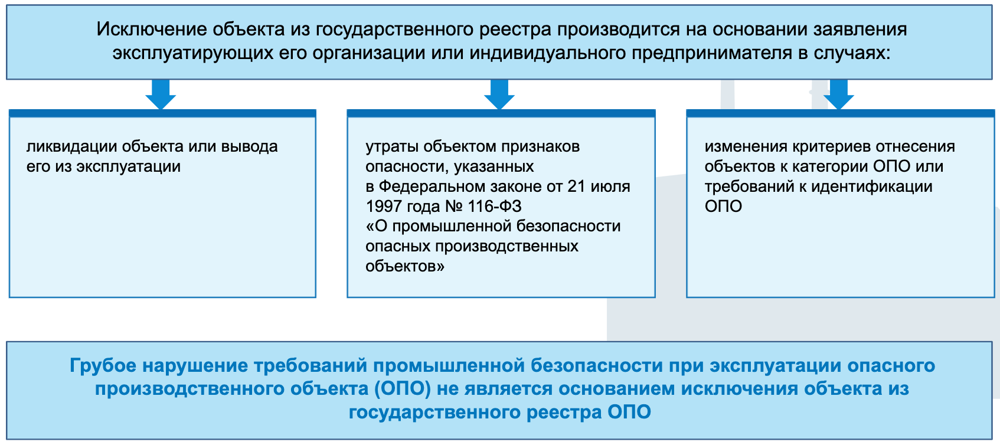 Исключение объекта из государственного реестра производится на основании заявления
эксплуатирующих его организации или индивидуального предпринимателя в случаях:
ликвидации объекта или вывода
его из эксплуатации
утраты объектом признаков
опасности, указанных
в Федеральном законе от 21 июля
1997 года № 116-ФЗ
«О промышленной безопасности
опасных производственных
объектов»
изменения критериев отнесения
объектов к категории ОПО или
требований к идентификации
ОПО
Грубое нарушение требований промышленной безопасности при эксплуатации опасного
производственного объекта (ОПО) не является основанием исключения объекта из
государственного реестра ОПО